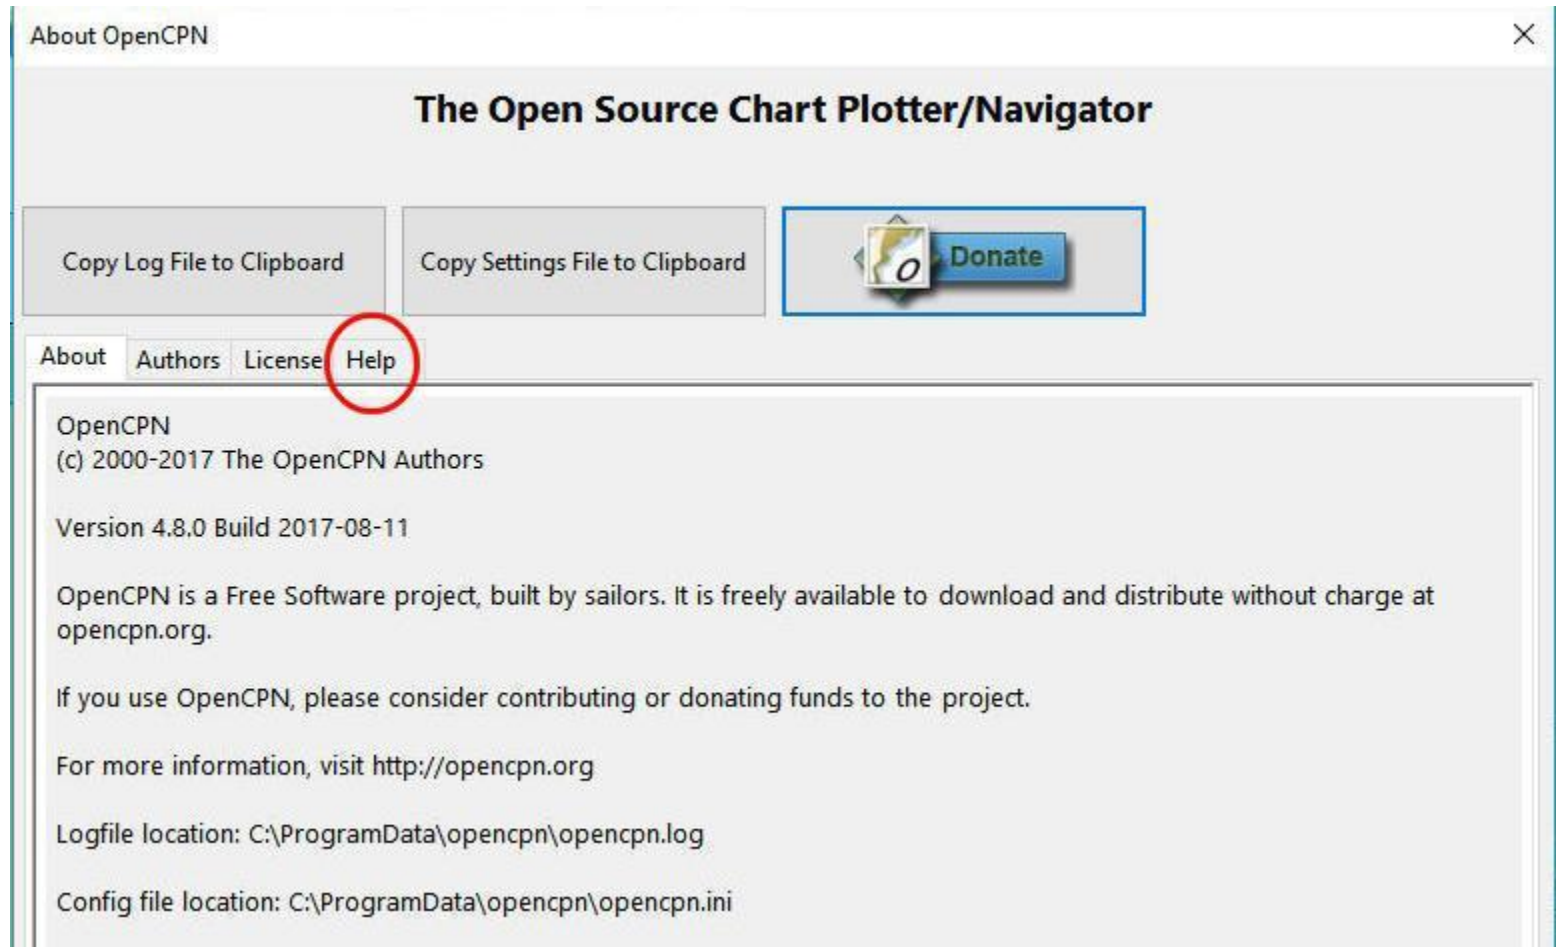 About OpenCPN
The Open Source Chart Plotter/Navigator
Copy Log File to Clipboard
Copy Settings File to Clipboard
O Donate
About Authors License Help
OpenCPN
(c) 2000-2017 The OpenCPN Authors
Version 4.8.0 Build 2017-08-11
OpenCPN is a Free Software project, built by sailors. It is freely available to download and distribute without charge at
opencpn.org.
If you use OpenCPN, please consider contributing or donating funds to the project.
For more information, visit http://opencpn.org
Logfile location: C:\ProgramData\opencpn\opencpn.log
Config file location: C:\ProgramData\opencpn\opencpn.ini